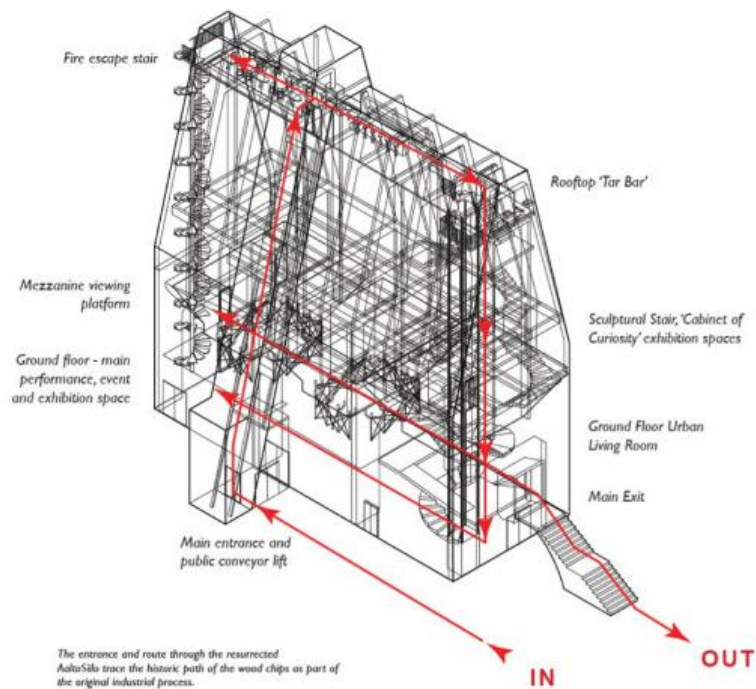 Fire escape stair
Rooftop 'Tar Bar'
Mezzanine viewing
platform
Sculptural Stair, 'Cabinet of
Curiosity' exhibition spaces
Ground floor - main
performance, event
and exhibition space
Ground Floor Urban
Living Room
Main Exit
Main entrance and
public conveyor lift
The entrance and route through the resurrected
AaltoSiilo trace the historic path of the wood chips as part of
the original industrial process.
IN
OUT